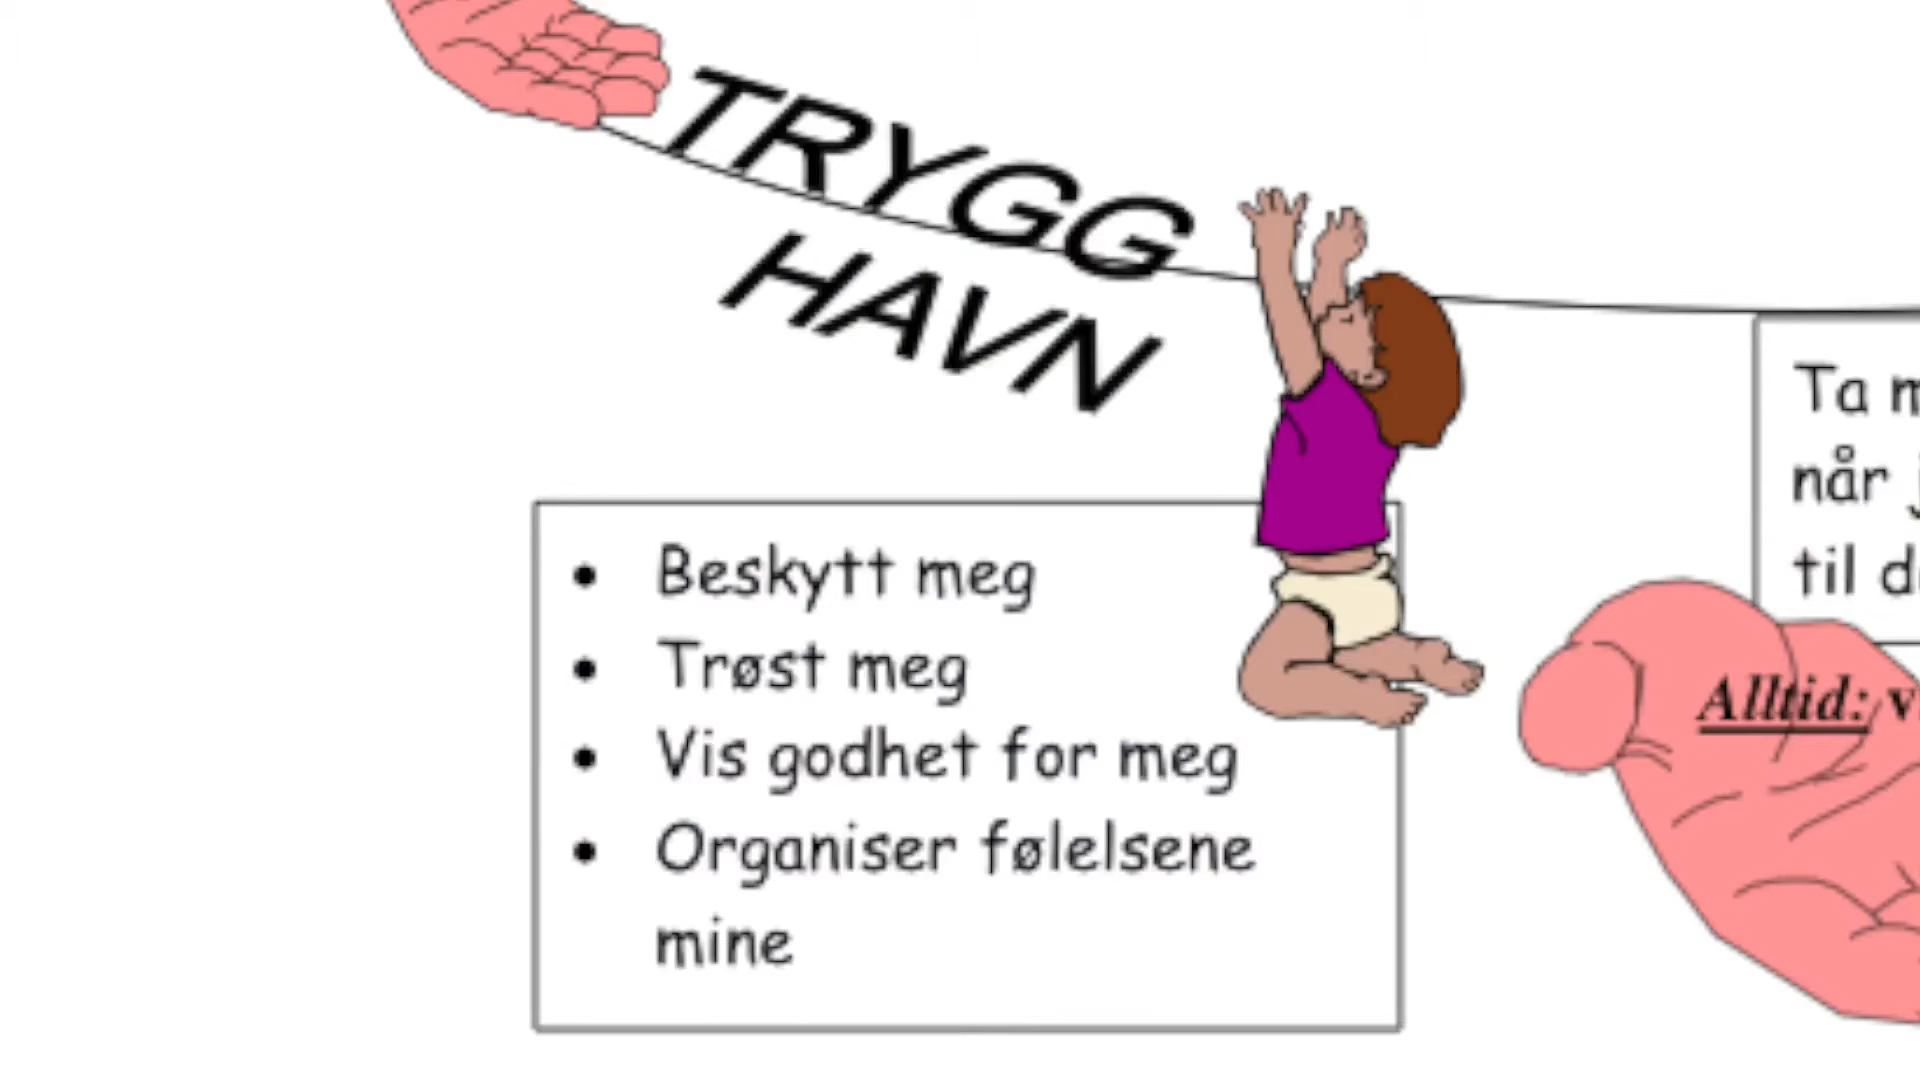 TRYGG
HAVN
• Beskytt meg
• Trøst meg
• Vis godhet for meg
• Organiser følelsene
mine
Ta
når
til
Alltid: